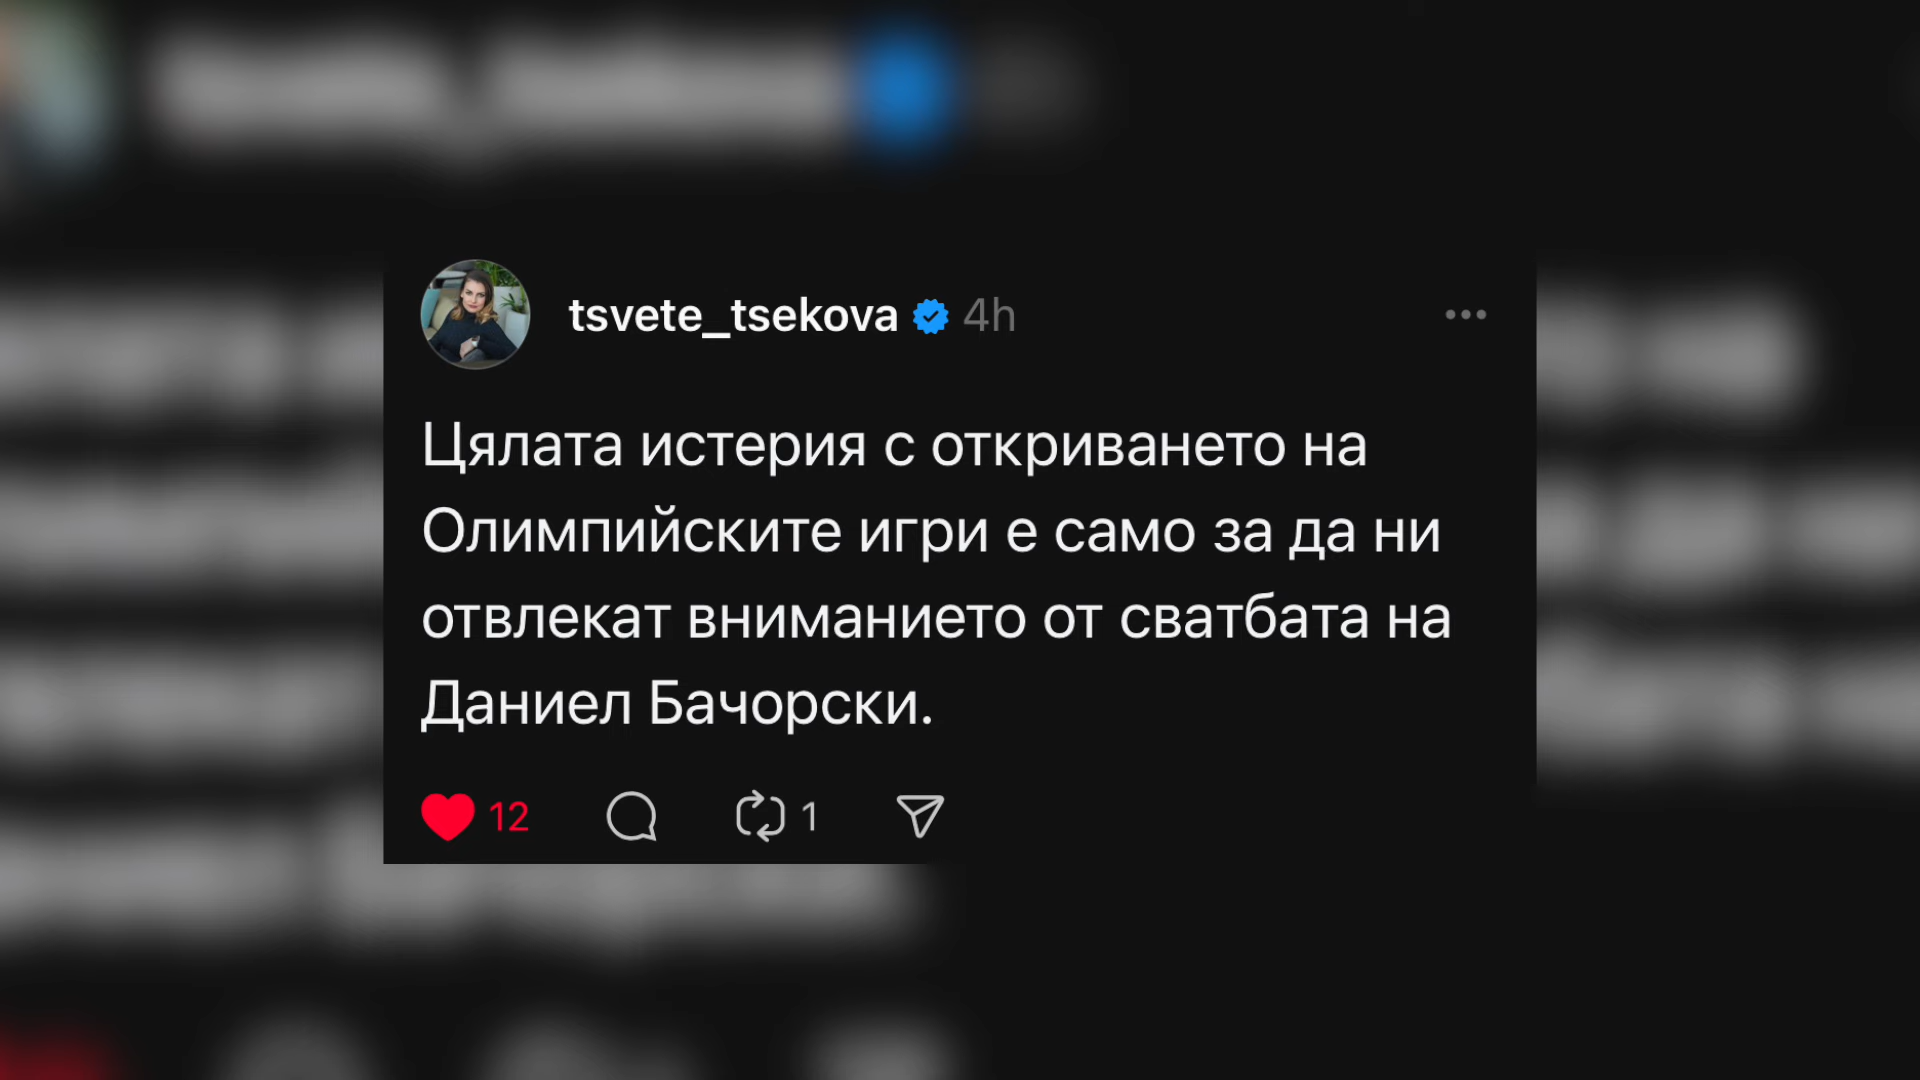 tsvete_tsekova 4h
Цялата истерия с откриването на
Олимпийските игри е само за да ни
отвлекат вниманието от сватбата на
Даниел Бачорски.
12 1